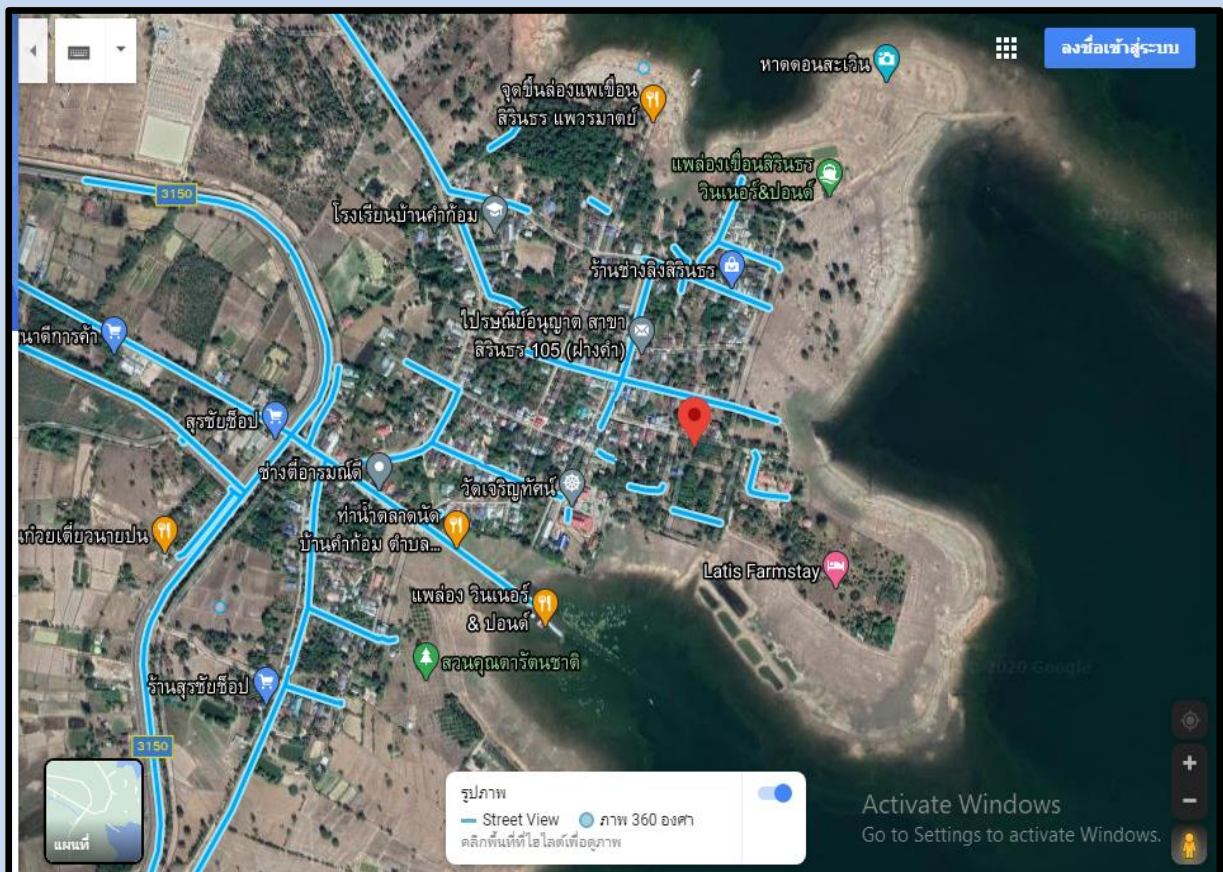 ลงชื่อเข้าสู่ระบบ
หาดดอนสะเวิน
จุดขึ้นล่องแพเขื่อน
สิรินธร แพวรมาตย์
แพล่องเขื่อนสิรินธร
วินเนอร์&ปอนด์
3150
© 2020 Google
โรงเรียนบ้านคำก้อม
ร้านช่างลิงสิรินธร
ไปรษณีย์อนุญาต สาขา
สิรินธร 105 (ฝางคำ)
นาดีการค้า
สุรชัยช็อป
ช่างตี๋อารมณ์ดี
วัดเจริญทัศน์
ท่าน้ำตลาดนัด
บ้านคำก้อม ตำบล...
นก๋วยเตี๋ยวนายปน
Latis Farmstay
แพล่อง วินเนอร์
& ปอนด์
สวนคุณตารัตนชาติ
© 2020 Google
ร้านสุรชัยช็อป
3150
แผนที่
รูปภาพ
Street View
ภาพ 360 องศา
คลิกพื้นที่ที่ไฮไลต์เพื่อดูภาพ
Activate Windows
Go to Settings to activate Windows.